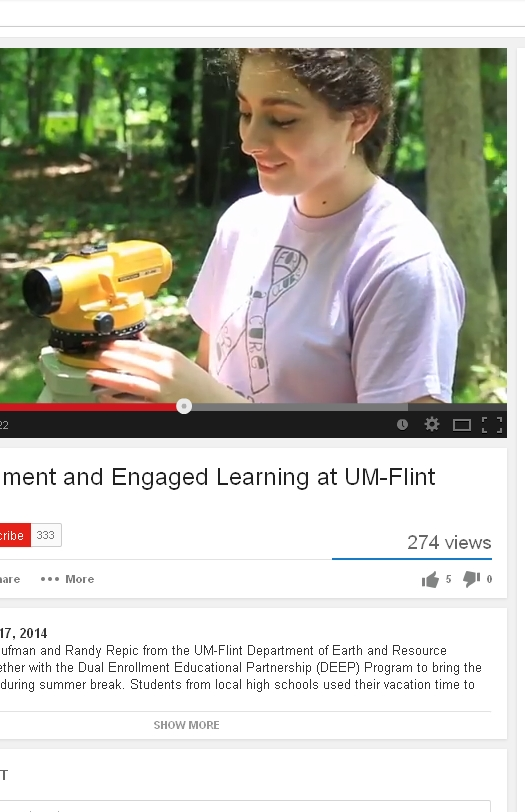 22
ment and Engaged Learning at UM-Flint
cribe 333
274 views
hare ••• More 5 0
17, 2014
ufman and Randy Repic from the UM-Flint Department of Earth and Resource
ether with the Dual Enrollment Educational Partnership (DEEP) Program to bring the
during summer break. Students from local high schools used their vacation time to
SHOW MORE
T